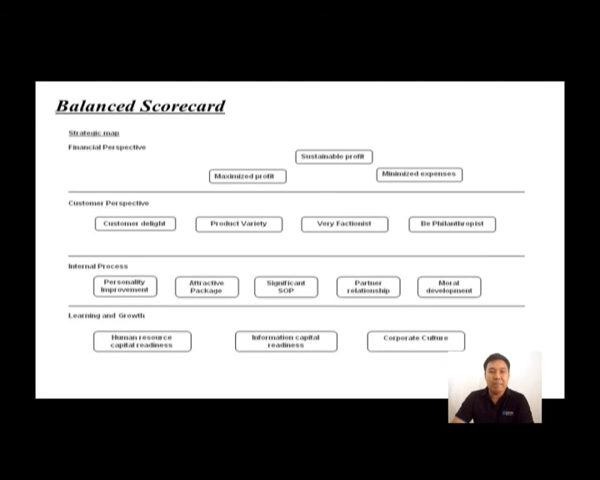 Balanced Scorecard
Strategic map
Financial Perspective
Sustainable profit
Maximized profit
Minimized expenses
Customer Perspective
Customer delight
Product Variety
Very Factionist
Be Philanthropist
Internal Process
Personality
Improvement
Attractive
Package
Significant
SOP
Partner
relationship
Moral
development
Learning and Growth
Human resource
capital readiness
Information capital
readiness
Corporate Culture